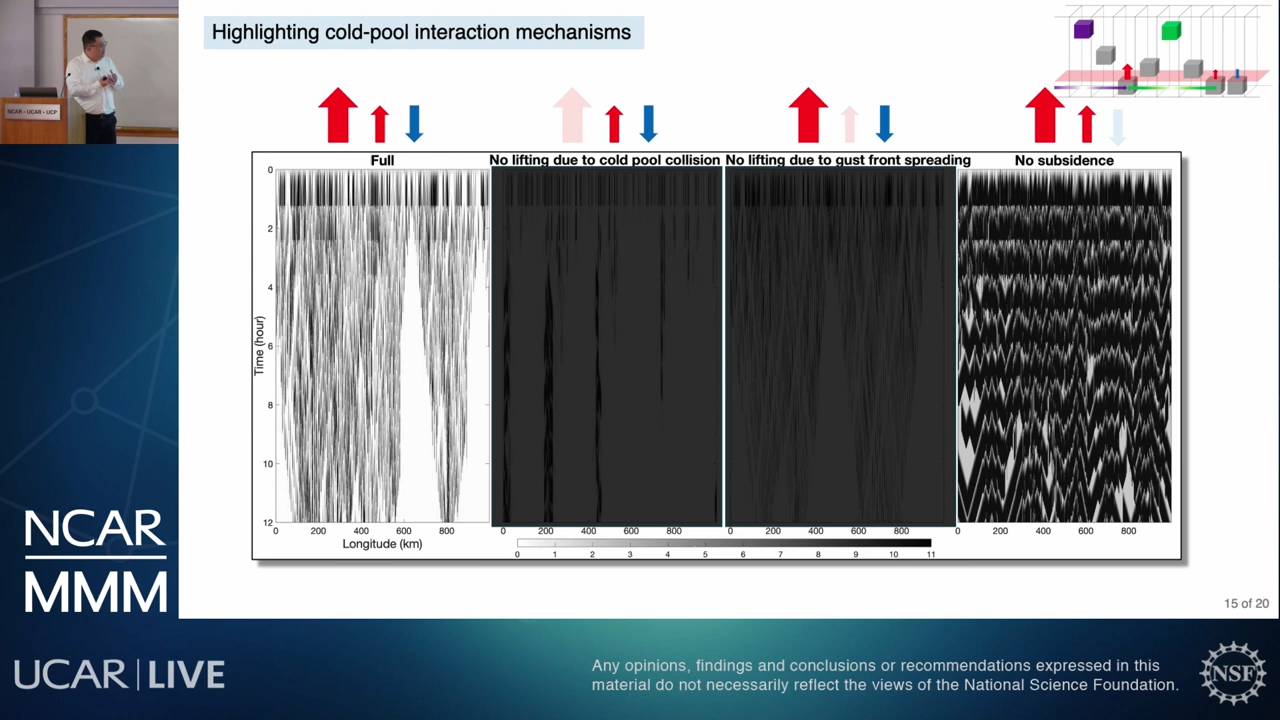 Highlighting cold-pool interaction mechanisms
NCAR • UCAR • UCP
Full
No lifting due to cold pool collision
No lifting due to gust front spreading
No subsidence
Time (hour)
0
2
4
6
8
10
12
200 400 600 800
0 200 400 600 800
0 200 400 600 800
200 400 600 800
Longitude (km)
0 1 2 3 4 5 6 7 8 9 10 11
15 of 20
NCAR
MMM
UCAR | LIVE
Any opinions, findings and conclusions or recommendations expressed in this
material do not necessarily reflect the views of the National Science Foundation.
NSF